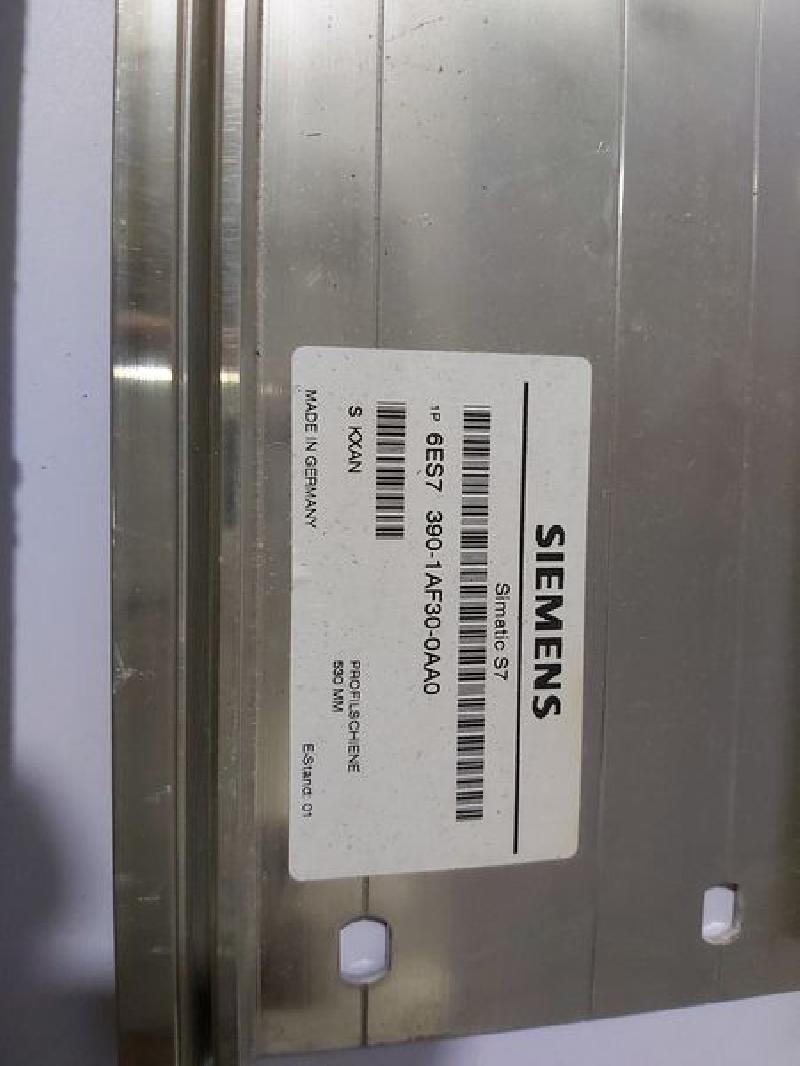 SIEMENS
Simatic S7
1P 6ES7 390-1AF30-0AA0
S KXAN
PROFILSCHIENE
530 MM
MADE IN GERMANY
E-Stand: 01